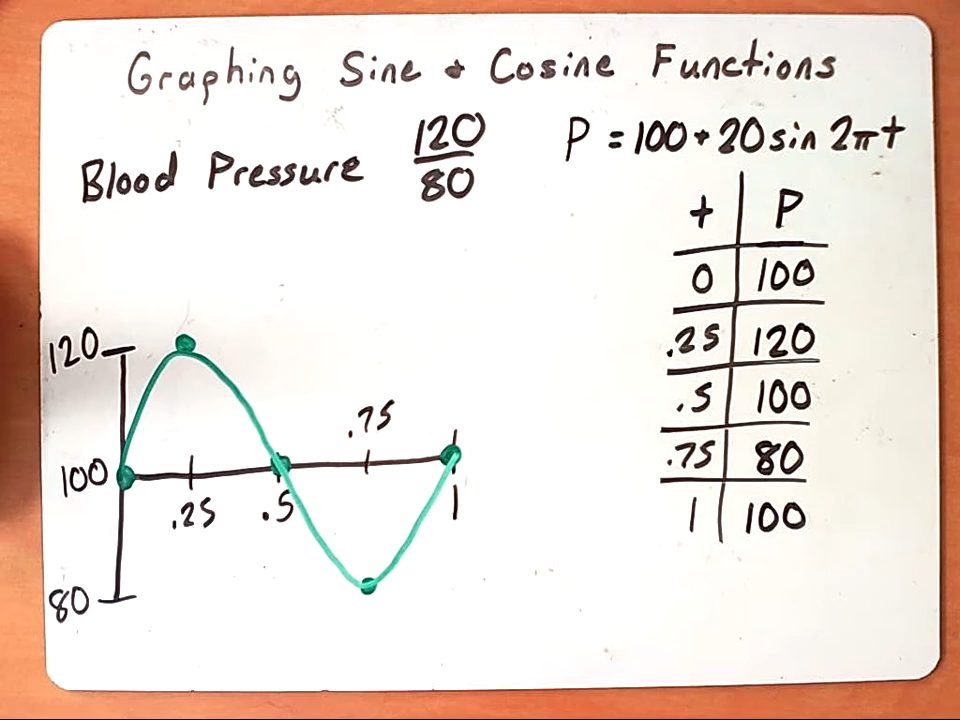 Graphing Sine & Cosine Functions
Blood Pressure 120/80
P = 100 + 20 sin 2πt
t P
0 100
.25 120
.5 100
.75 80
1 100
120
.75
100
.25 .5 1
80